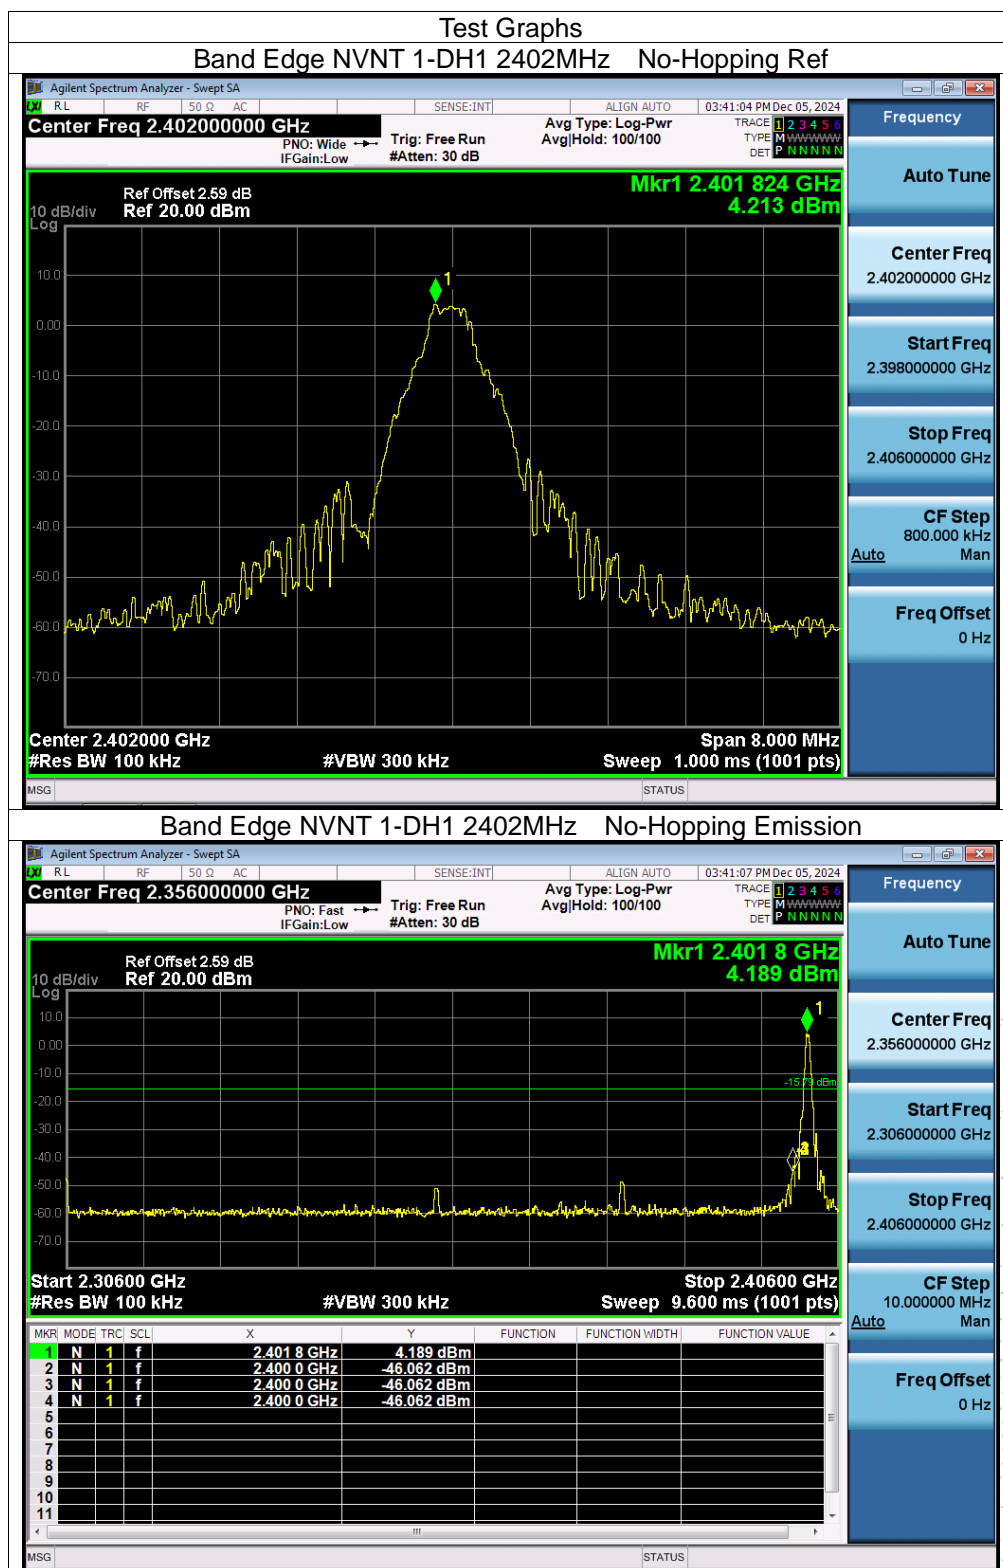 Test Graphs
Band Edge NVNT 1-DH1 2402MHz No-Hopping Ref
Agilent Spectrum Analyzer - Swept SA
LXI RL RF 50 Ω AC SENSE:INT ALIGN AUTO 03:41:04 PM Dec 05, 2024
Center Freq 2.402000000 GHz
PNO: Wide
IFGain:Low
Trig: Free Run
#Atten: 30 dB
Avg Type: Log-Pwr
Avg|Hold: 100/100
TRACE 1 2 3 4 5 6
TYPE M WWWWW
DET P N N N N N
Mkr1 2.401 824 GHz
4.213 dBm
Ref Offset 2.59 dB
10 dB/div Ref 20.00 dBm
Log
1
10.0
0.00
-10.0
-20.0
-30.0
-40.0
-50.0
-60.0
-70.0
Center 2.402000 GHz Span 8.000 MHz
#Res BW 100 kHz #VBW 300 kHz Sweep 1.000 ms (1001 pts)
MSG STATUS
Frequency
Auto Tune
Center Freq
2.402000000 GHz
Start Freq
2.398000000 GHz
Stop Freq
2.406000000 GHz
CF Step
800.000 kHz
Auto Man
Freq Offset
0 Hz
Band Edge NVNT 1-DH1 2402MHz No-Hopping Emission
Agilent Spectrum Analyzer - Swept SA
LXI RL RF 50 Ω AC SENSE:INT ALIGN AUTO 03:41:07 PM Dec 05, 2024
Center Freq 2.356000000 GHz
PNO: Fast
IFGain:Low
Trig: Free Run
#Atten: 30 dB
Avg Type: Log-Pwr
Avg|Hold: 100/100
TRACE 1 2 3 4 5 6
TYPE M WWWWW
DET P N N N N N
Mkr1 2.401 8 GHz
4.189 dBm
Ref Offset 2.59 dB
10 dB/div Ref 20.00 dBm
Log
1
10.0
0.00
-10.0
-15.79 dBm
-20.0
-30.0
-40.0
-50.0
-60.0
-70.0
Start 2.30600 GHz Stop 2.40600 GHz
#Res BW 100 kHz #VBW 300 kHz Sweep 9.600 ms (1001 pts)
MKR MODE TRC SCL X Y FUNCTION FUNCTION WIDTH FUNCTION VALUE
1 N 1 f 2.401 8 GHz 4.189 dBm
2 N 1 f 2.400 0 GHz -46.062 dBm
3 N 1 f 2.400 0 GHz -46.062 dBm
4 N 1 f 2.400 0 GHz -46.062 dBm
5
6
7
8
9
10
11
MSG STATUS
Frequency
Auto Tune
Center Freq
2.356000000 GHz
Start Freq
2.306000000 GHz
Stop Freq
2.406000000 GHz
CF Step
10.000000 MHz
Auto Man
Freq Offset
0 Hz